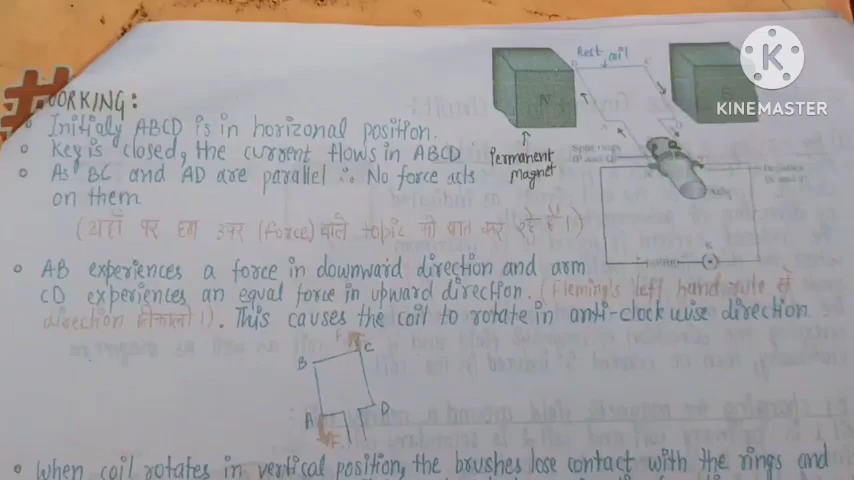 WORKING:
Initialy ABCD is in horizonal position.
Key is closed, the current flows in ABCD
As BC and AD are parallel ∴ No force acts
on them
(यहाँ पर हम ऊपर (force) वाले topic की बात कर रहे हैं।)
AB experiences a force in downward direction and arm
CD experiences an equal force in upward direction. (Fleming's left hand rule से
direction निकालो।). This causes the coil to rotate in anti-clockwise direction
When coil rotates in vertical position, the brushes lose contact with the rings and
Rect coil
N
S
Permanent
magnet
F
B
C
A
D
F
K
KINEMASTER